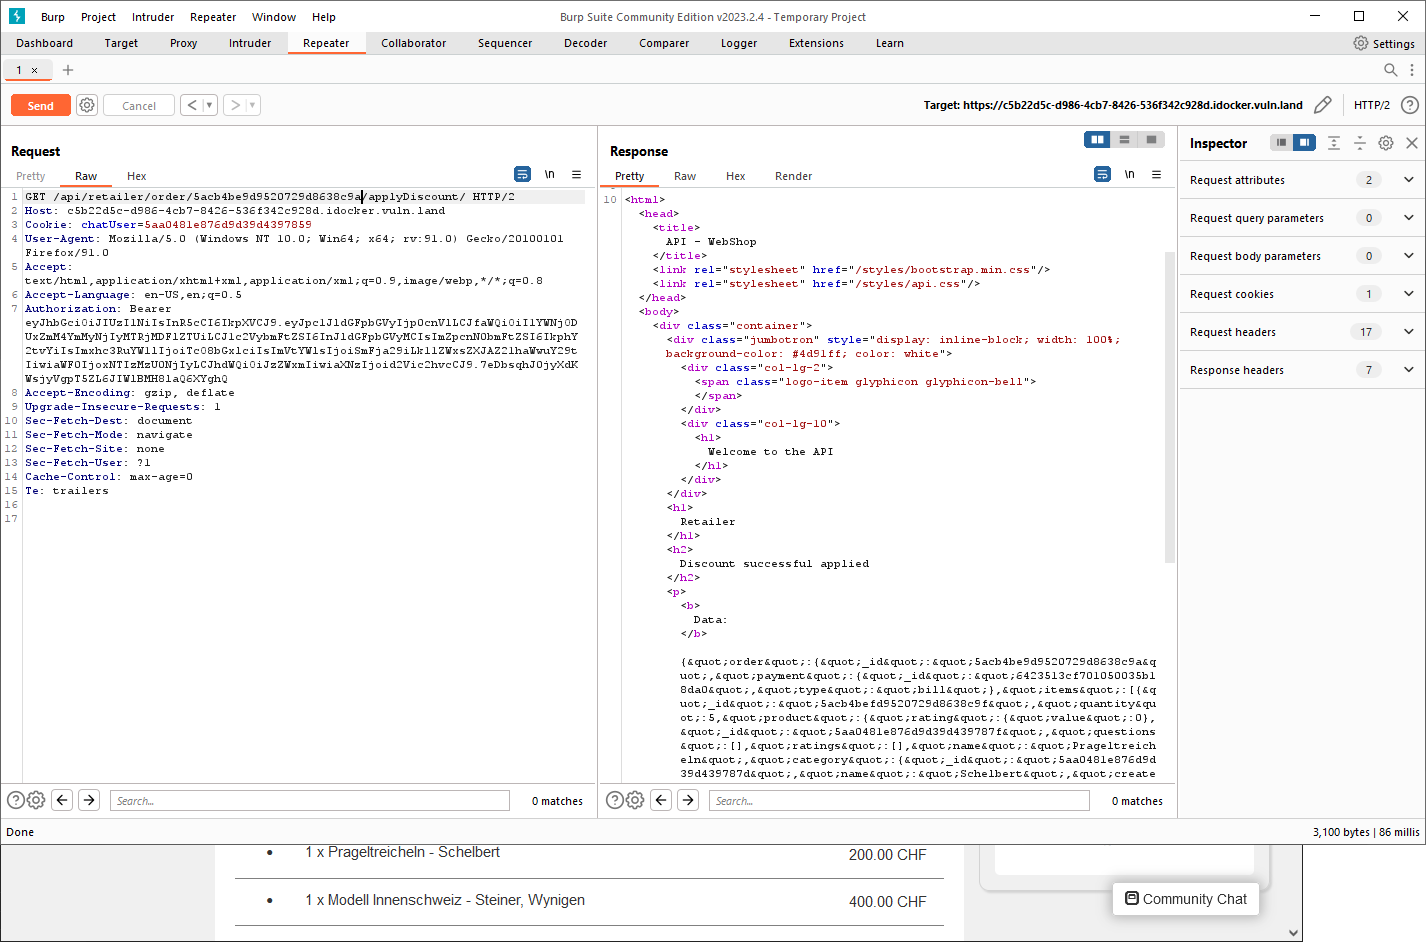 Burp Project Intruder Repeater Window Help
Burp Suite Community Edition v2023.2.4 - Temporary Project
Dashboard Target Proxy Intruder Repeater Collaborator Sequencer Decoder Comparer Logger Extensions Learn
Settings
1 ×
Send Cancel
Target: https://c5b22d5c-d986-4cb7-8426-536f342c928d.idocker.vuln.land
HTTP/2
Request
Pretty Raw Hex
\n
1 GET /api/retailer/order/5acb4be9d9520729d8638c9a/applyDiscount/ HTTP/2
2 Host: c5b22d5c-d986-4cb7-8426-536f342c928d.idocker.vuln.land
3 Cookie: chatUser=5aa0481e876d9d39d4397859
4 User-Agent: Mozilla/5.0 (Windows NT 10.0; Win64; x64; rv:91.0) Gecko/20100101
Firefox/91.0
5 Accept:
text/html,application/xhtml+xml,application/xml;q=0.9,image/webp,*/*;q=0.8
6 Accept-Language: en-US,en;q=0.5
7 Authorization: Bearer
8 Accept-Encoding: gzip, deflate
9 Upgrade-Insecure-Requests: 1
10 Sec-Fetch-Dest: document
11 Sec-Fetch-Mode: navigate
12 Sec-Fetch-Site: none
13 Sec-Fetch-User: ?1
14 Cache-Control: max-age=0
15 Te: trailers
16
17
Search...
0 matches
Response
Pretty Raw Hex Render
\n
10 <html>
<head>
<title>
API - WebShop
</title>
<link rel="stylesheet" href="/styles/bootstrap.min.css"/>
<link rel="stylesheet" href="/styles/api.css"/>
</head>
<body>
<div class="container">
<div class="jumbotron" style="display: inline-block; width: 100%;
background-color: #4d91ff; color: white">
<div class="col-lg-2">
<span class="logo-item glyphicon glyphicon-bell">
</span>
</div>
<div class="col-lg-10">
<h1>
Welcome to the API
</h1>
</div>
</div>
<h1>
Retailer
</h1>
<h2>
Discount successful applied
</h2>
<p>
<b>
Data:
</b>
{&quot;order&quot;:{&quot;_id&quot;:&quot;5acb4be9d9520729d8638c9a&q
uot;,&quot;payment&quot;:{&quot;_id&quot;:&quot;6423513cf701050035b1
8da0&quot;,&quot;type&quot;:&quot;bill&quot;},&quot;items&quot;:[{&q
uot;_id&quot;:&quot;5acb4befd9520729d8638c9f&quot;,&quot;quantity&qu
ot;:5,&quot;product&quot;:{&quot;rating&quot;:{&quot;value&quot;:0},
&quot;_id&quot;:&quot;5aa0481e876d9d39d439787f&quot;,&quot;questions
&quot;:[],&quot;ratings&quot;:[],&quot;name&quot;:&quot;Prageltreich
eln&quot;,&quot;category&quot;:{&quot;_id&quot;:&quot;5aa0481e876d9d
39d439787d&quot;,&quot;name&quot;:&quot;Schelbert&quot;,&quot;create
Search...
0 matches
Inspector
Request attributes 2
Request query parameters 0
Request body parameters 0
Request cookies 1
Request headers 17
Response headers 7
Done
3,100 bytes | 86 millis
• 1 x Prageltreicheln - Schelbert 200.00 CHF
• 1 x Modell Innenschweiz - Steiner, Wynigen 400.00 CHF
Community Chat